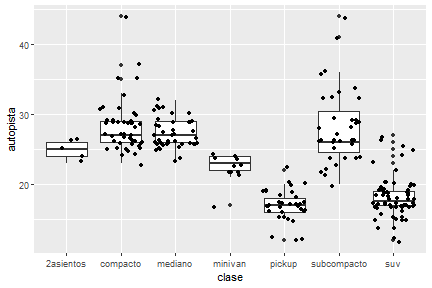 autopista
40
30
20
2asientos compacto mediano minivan pickup subcompacto suv
clase